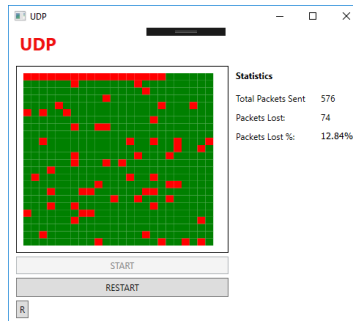 UDP
UDP
Statistics
Total Packets Sent 576
Packets Lost: 74
Packets Lost %: 12.84%
START
RESTART
R